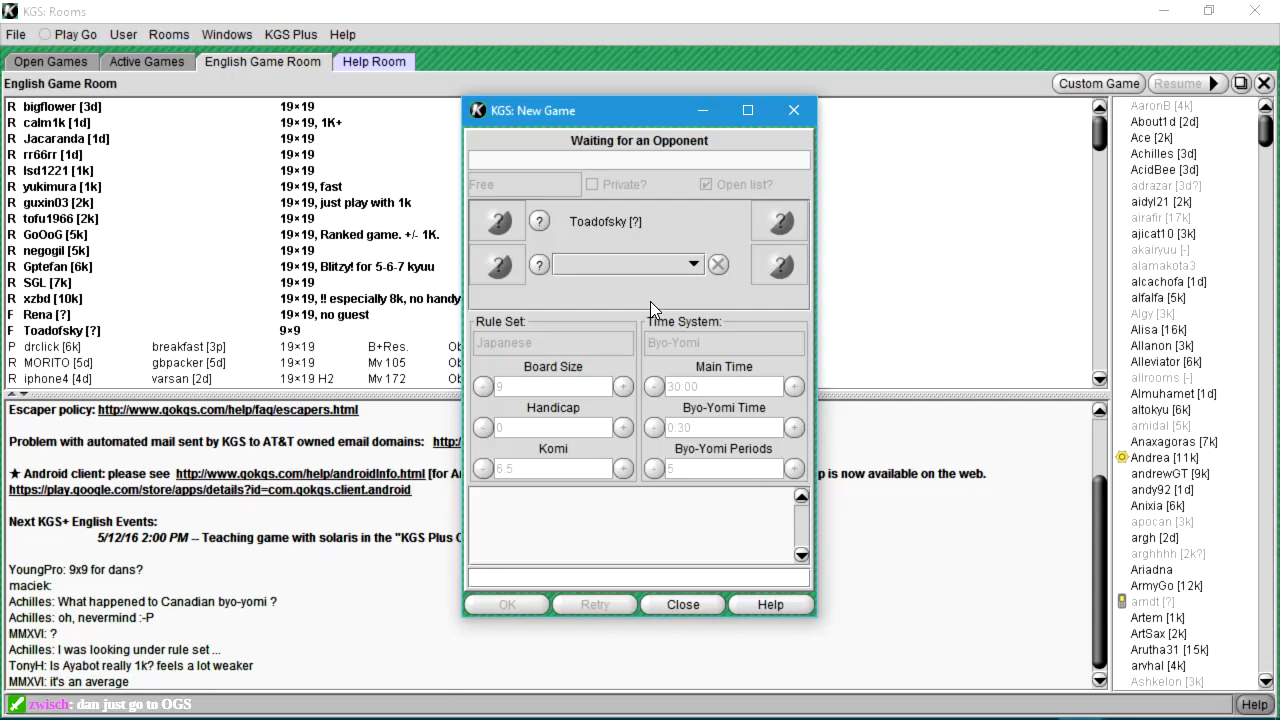 KGS: Rooms
File Play Go User Rooms Windows KGS Plus Help
Open Games Active Games English Game Room Help Room
English Game Room Custom Game Resume
R bigflower [3d] 19×19
R calm1k [1d] 19×19, 1K+
R Jacaranda [1d] 19×19
R rr66rr [1d] 19×19
R lsd1221 [1k] 19×19
R yukimura [1k] 19×19, fast
R guxin03 [2k] 19×19, just play with 1k
R tofu1966 [2k] 19×19
R GoOoG [5k] 19×19, Ranked game. +/- 1K.
R negogil [5k] 19×19
R Gptefan [6k] 19×19, Blitzy! for 5-6-7 kyuu
R SGL [7k] 19×19
R xzbd [10k] 19×19, !! especially 8k, no handy
F Rena [?] 19×19, no guest
F Toadofsky [?] 9×9
P drclick [6k] breakfast [3p] 19×19 B+Res. Ob
R MORITO [5d] gbpacker [5d] 19×19 Mv 105 Ob
R iphone4 [4d] varsan [2d] 19×19 H2 Mv 172 Ob
Escaper policy: http://www.gokgs.com/help/faq/escapers.html
Problem with automated mail sent by KGS to AT&T owned email domains: http:/
★ Android client: please see http://www.gokgs.com/help/androidInfo.html [for An
p is now available on the web.
https://play.google.com/store/apps/details?id=com.gokgs.client.android
Next KGS+ English Events:
5/12/16 2:00 PM -- Teaching game with solaris in the "KGS Plus C
YoungPro: 9x9 for dans?
maciek:
Achilles: What happened to Canadian byo-yomi ?
Achilles: oh, nevermind :-P
MMXVI: ?
Achilles: I was looking under rule set ...
TonyH: Is Ayabot really 1k? feels a lot weaker
MMXVI: it's an average
zwisch: dan just go to OGS
Help
KGS: New Game
Waiting for an Opponent
Free Private? Open list?
? ? Toadofsky [?] ?
? ? ?
Rule Set: Time System:
Japanese Byo-Yomi
Board Size Main Time
- 9 + - 30:00 +
Handicap Byo-Yomi Time
- 0 + - 0:30 +
Komi Byo-Yomi Periods
- 6.5 + - 5 +
OK Retry Close Help
AaronB [4k]
About1d [2d]
Ace [2k]
Achilles [3d]
AcidBee [3d]
adrazar [3d?]
aidyl21 [2k]
airafir [17k]
ajicat10 [3k]
akairyuu [-]
alamakota3
alcachofa [1d]
alfalfa [5k]
Algy [3k]
Alisa [16k]
Allanon [3k]
Alleviator [6k]
allrooms [-]
Almuhamet [1d]
altokyu [6k]
amidal [5k]
Anaxagoras [7k]
Andrea [11k]
andrewGT [9k]
andy92 [1d]
Anixia [6k]
apocan [3k]
argh [2d]
arghhhh [2k?]
Ariadna
ArmyGo [12k]
arndt [?]
Artem [1k]
ArtSax [2k]
Arutha31 [15k]
arvhal [4k]
Ashkelon [3k]